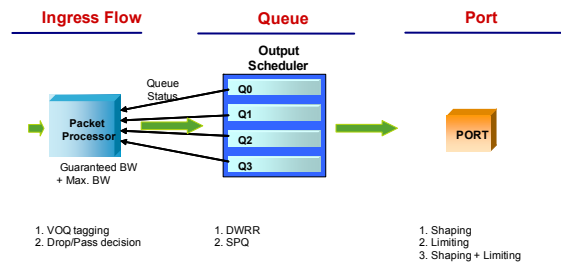 Ingress Flow
Queue
Port
Output
Scheduler
Queue
Status
Q0
Q1
Q2
Q3
Packet
Processor
PORT
Guaranteed BW
+ Max. BW
1. VOQ tagging
2. Drop/Pass decision
1. DWRR
2. SPQ
1. Shaping
2. Limiting
3. Shaping + Limiting